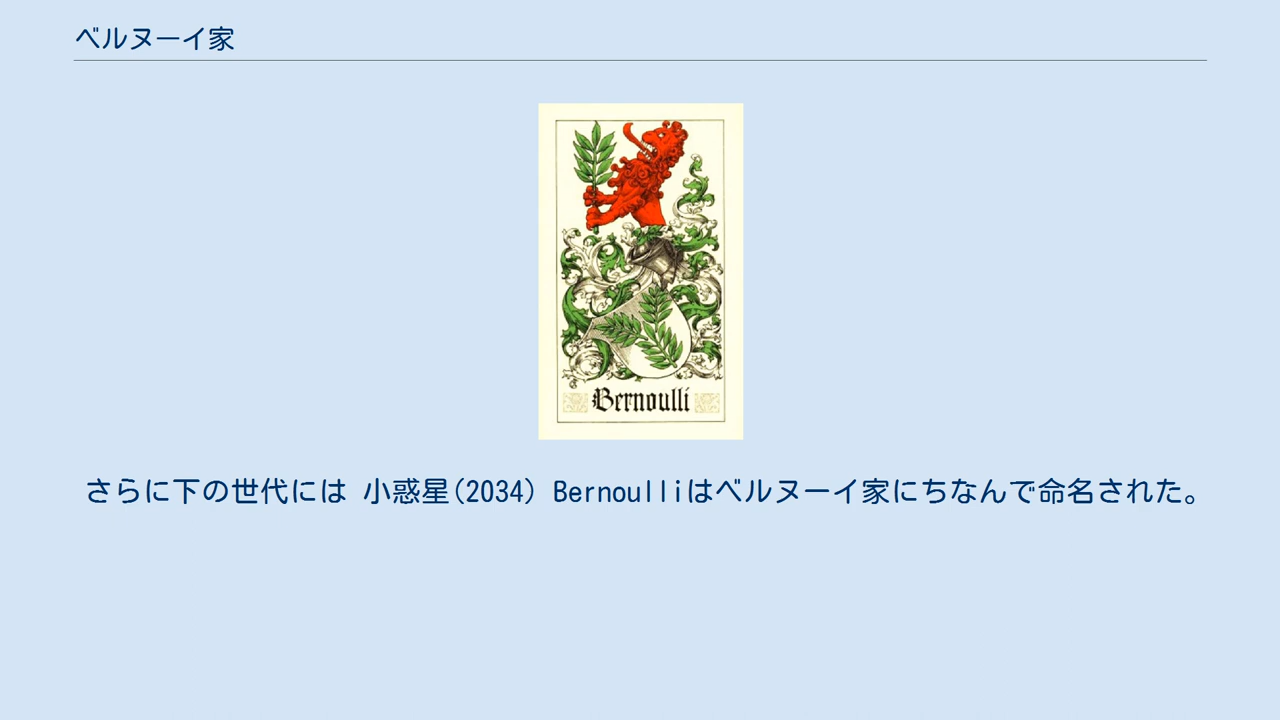 ベルヌーイ家
Bernoulli
さらに下の世代には 小惑星(2034) Bernoulliはベルヌーイ家にちなんで命名された。